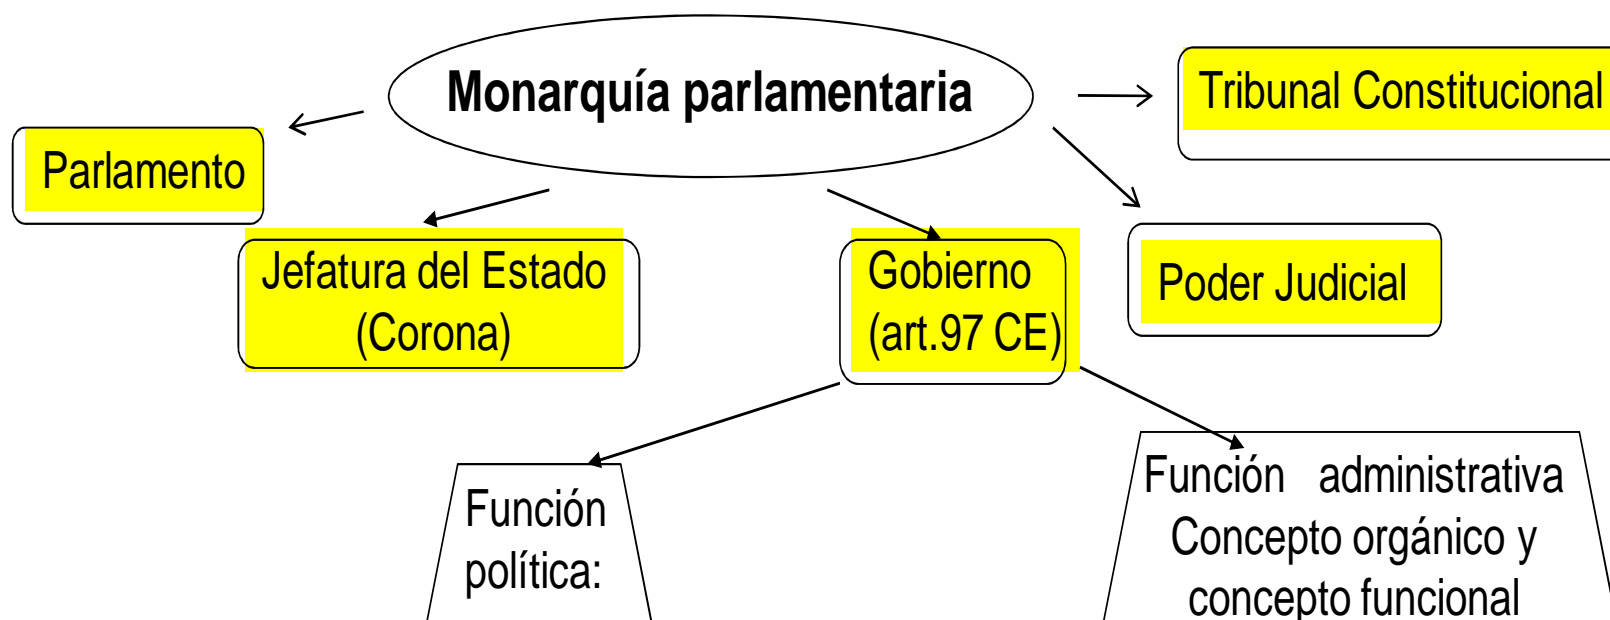 Monarquía parlamentaria
Tribunal Constitucional
Parlamento
Jefatura del Estado
(Corona)
Gobierno
(art.97 CE)
Poder Judicial
Función
política:
Función administrativa
Concepto orgánico y
concepto funcional